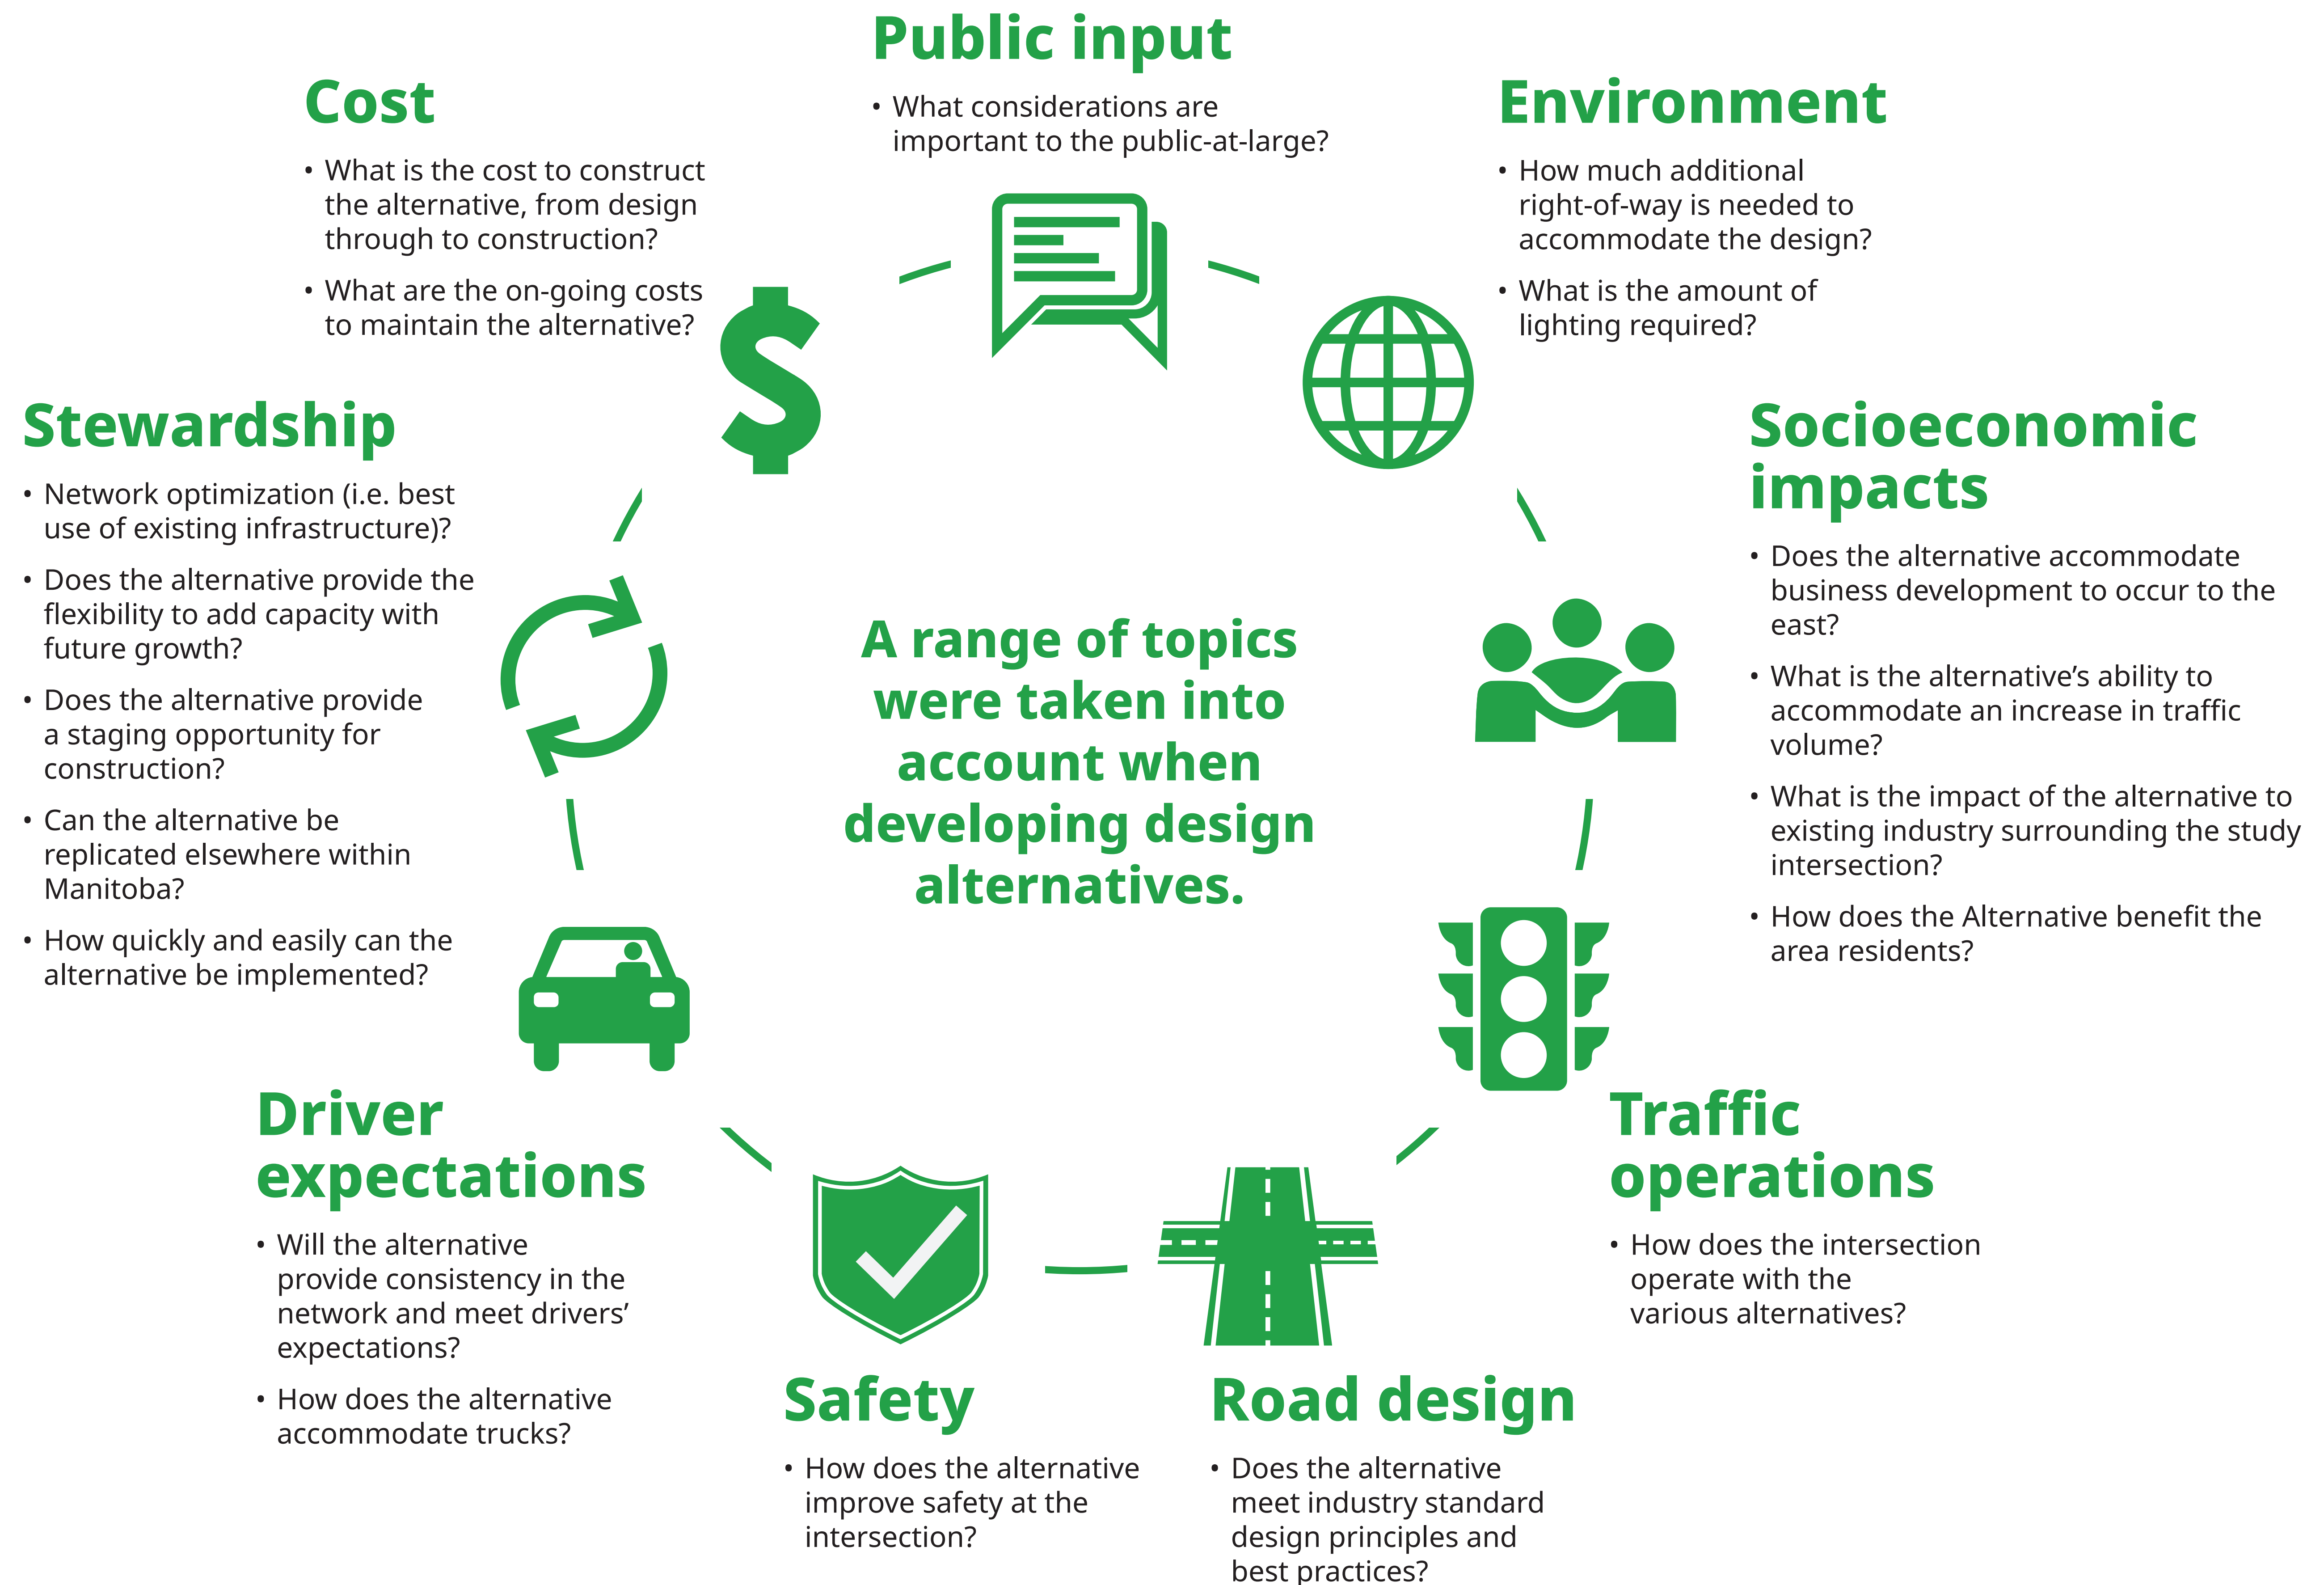 Public input
• What considerations are
important to the public-at-large?
Cost
• What is the cost to construct
the alternative, from design
through to construction?
• What are the on-going costs
to maintain the alternative?
Environment
• How much additional
right-of-way is needed to
accommodate the design?
• What is the amount of
lighting required?
Stewardship
• Network optimization (i.e. best
use of existing infrastructure)?
• Does the alternative provide the
flexibility to add capacity with
future growth?
• Does the alternative provide
a staging opportunity for
construction?
• Can the alternative be
replicated elsewhere within
Manitoba?
• How quickly and easily can the
alternative be implemented?
A range of topics
were taken into
account when
developing design
alternatives.
Socioeconomic
impacts
• Does the alternative accommodate
business development to occur to the
east?
• What is the alternative’s ability to
accommodate an increase in traffic
volume?
• What is the impact of the alternative to
existing industry surrounding the study
intersection?
• How does the Alternative benefit the
area residents?
Driver
expectations
• Will the alternative
provide consistency in the
network and meet drivers’
expectations?
• How does the alternative
accommodate trucks?
Safety
• How does the alternative
improve safety at the
intersection?
Road design
• Does the alternative
meet industry standard
design principles and
best practices?
Traffic
operations
• How does the intersection
operate with the
various alternatives?